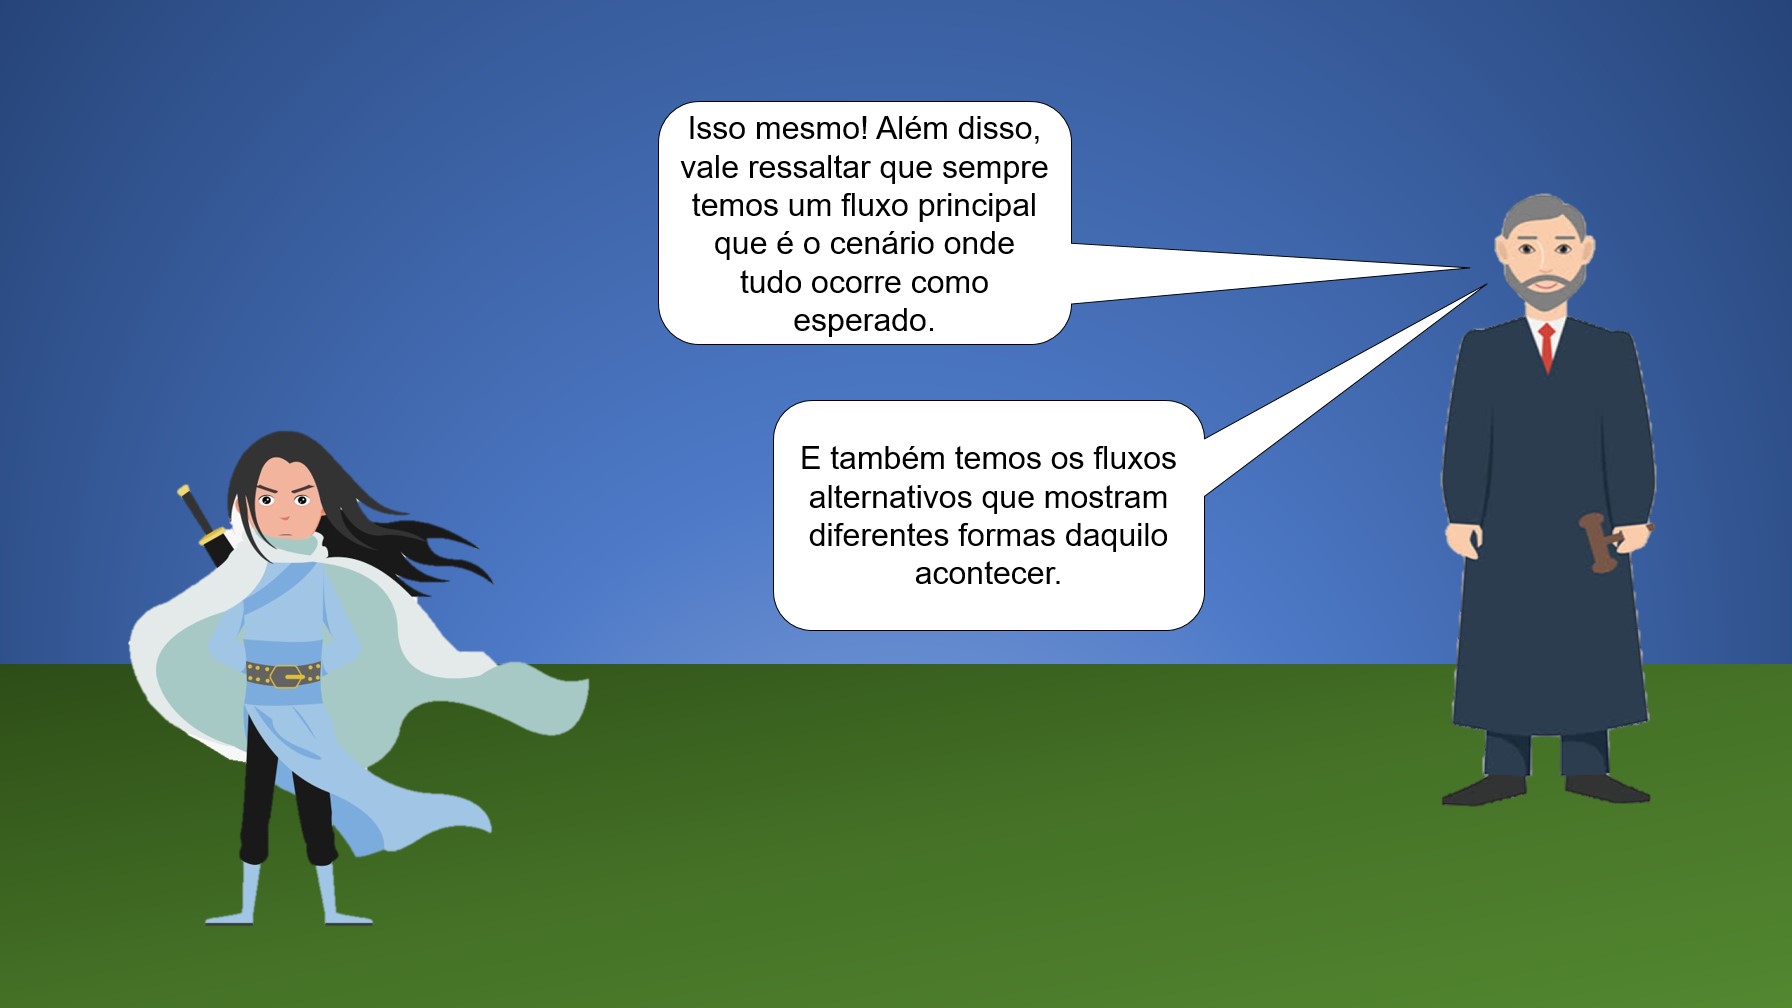 Isso mesmo! Além disso,
vale ressaltar que sempre
temos um fluxo principal
que é o cenário onde
tudo ocorre como
esperado.
E também temos os fluxos
alternativos que mostram
diferentes formas daquilo
acontecer.